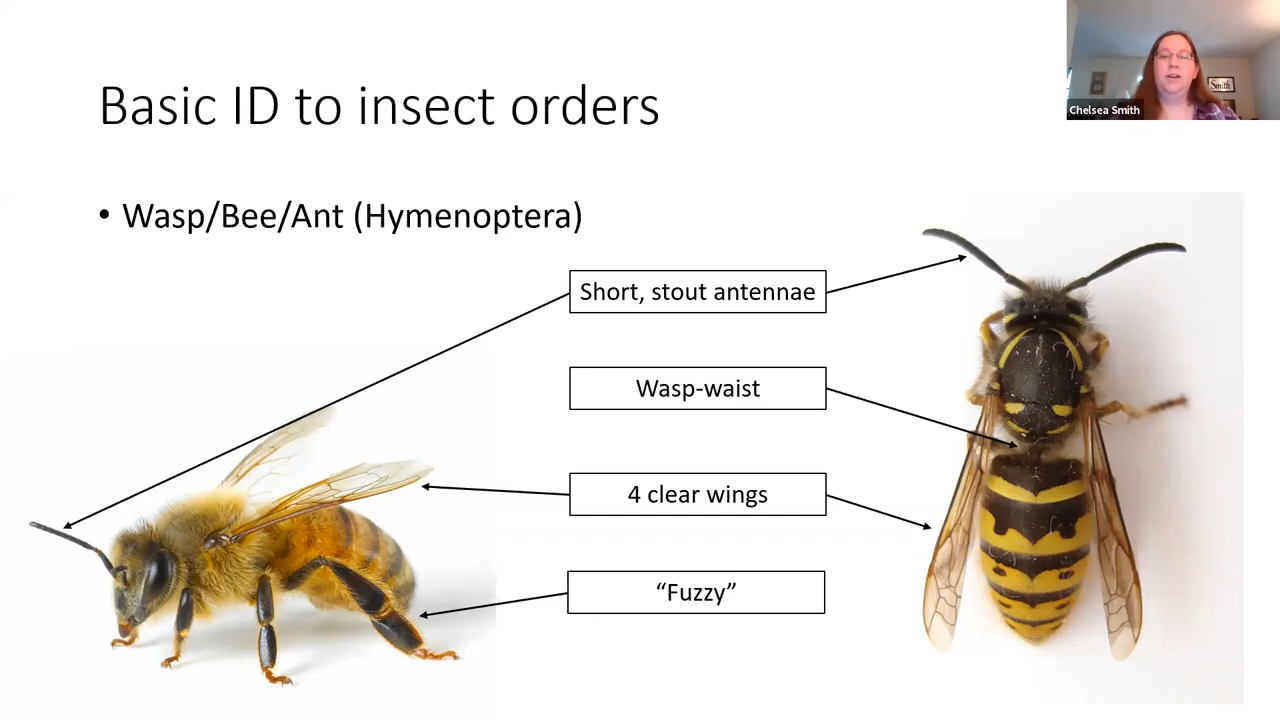 Basic ID to insect orders
Smith
Chelsea Smith
• Wasp/Bee/Ant (Hymenoptera)
Short, stout antennae
Wasp-waist
4 clear wings
“Fuzzy”